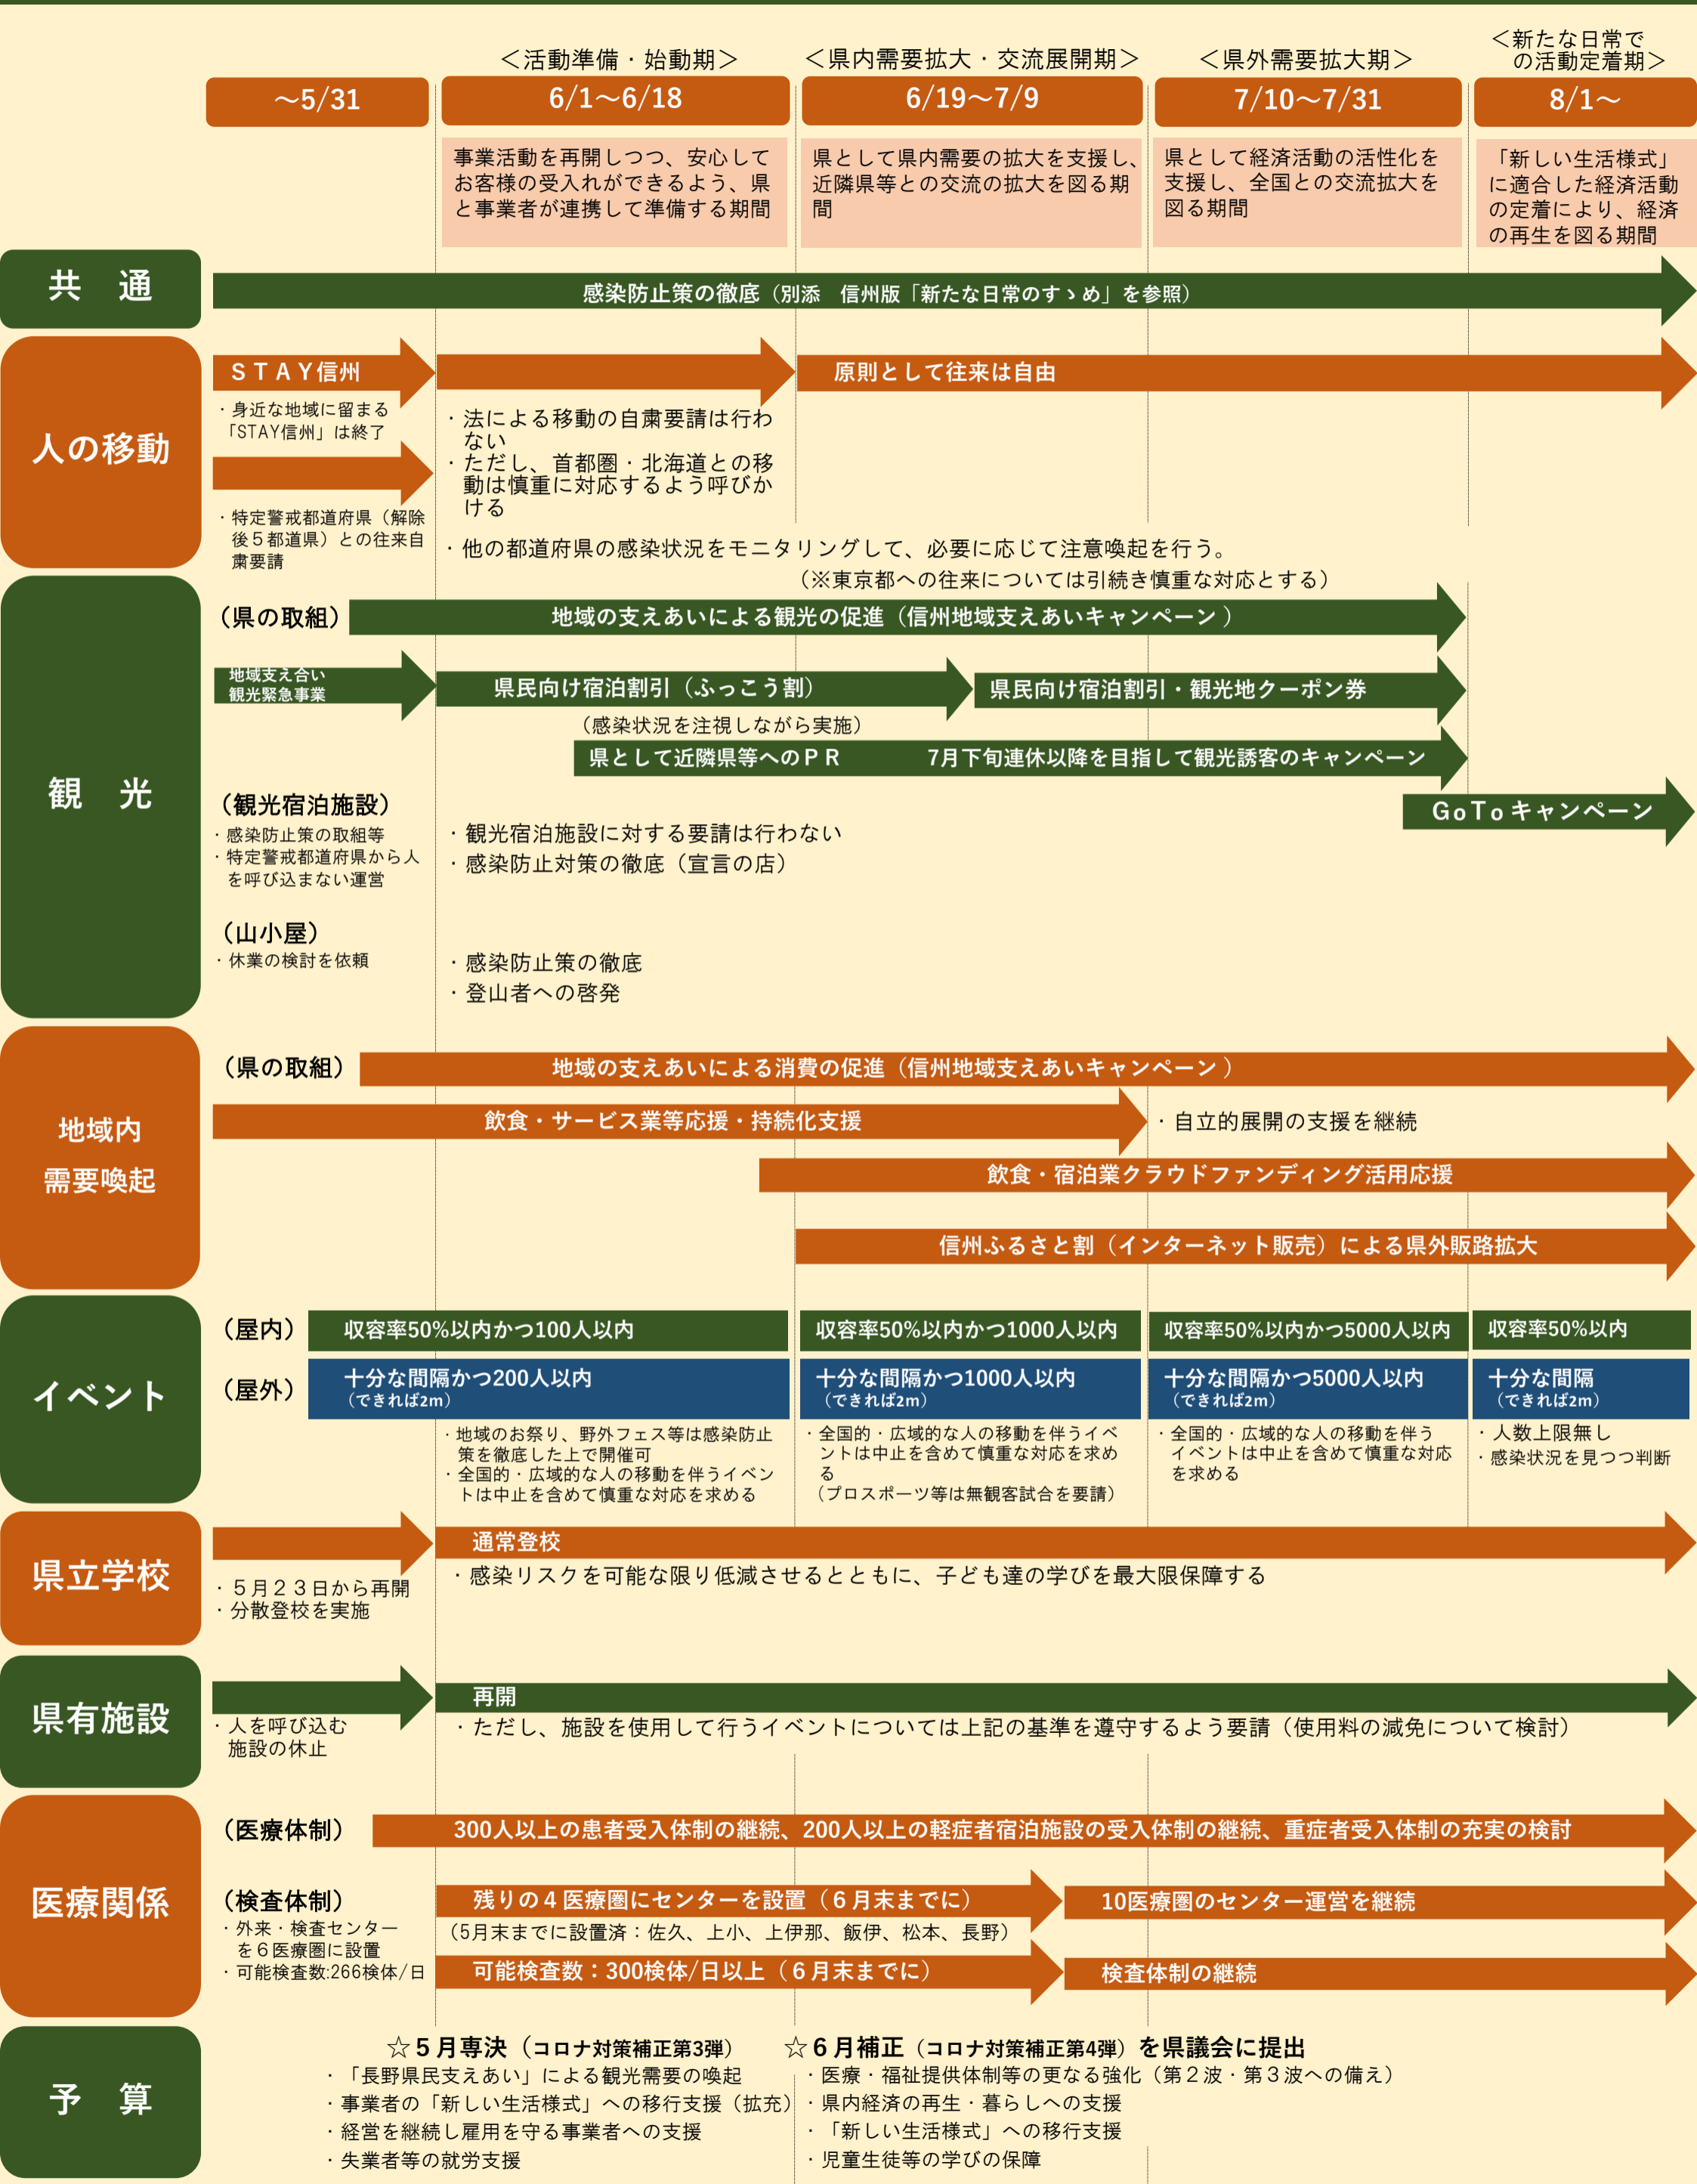 ＜活動準備・始動期＞
＜県内需要拡大・交流展開期＞
＜県外需要拡大期＞
＜新たな日常で
の活動定着期＞
～5/31
6/1～6/18
6/19～7/9
7/10～7/31
8/1～
事業活動を再開しつつ、安心して
お客様の受入れができるよう、県
と事業者が連携して準備する期間
県として県内需要の拡大を支援し、
近隣県等との交流の拡大を図る期
間
県として経済活動の活性化を
支援し、全国との交流拡大を
図る期間
「新しい生活様式」
に適合した経済活動
の定着により、経済
の再生を図る期間
共　通
感染防止策の徹底（別添　信州版「新たな日常のすゝめ」を参照）
人の移動
ＳＴＡＹ信州
・身近な地域に留まる
「STAY信州」は終了
・特定警戒都道府県（解除
後５都道県）との往来自
粛要請
・法による移動の自粛要請は行わ
ない
・ただし、首都圏・北海道との移
動は慎重に対応するよう呼びか
ける
原則として往来は自由
・他の都道府県の感染状況をモニタリングして、必要に応じて注意喚起を行う。
（※東京都への往来については引続き慎重な対応とする）
観　光
（県の取組）
地域の支えあいによる観光の促進（信州地域支えあいキャンペーン ）
地域支え合い
観光緊急事業
県民向け宿泊割引（ふっこう割）
県民向け宿泊割引・観光地クーポン券
（感染状況を注視しながら実施）
県として近隣県等へのＰＲ
7月下旬連休以降を目指して観光誘客のキャンペーン
GoTo キャンペーン
（観光宿泊施設）
・感染防止策の取組等
・特定警戒都道府県から人
を呼び込まない運営
・観光宿泊施設に対する要請は行わない
・感染防止対策の徹底（宣言の店）
（山小屋）
・休業の検討を依頼
・感染防止策の徹底
・登山者への啓発
地域内
需要喚起
（県の取組）
地域の支えあいによる消費の促進（信州地域支えあいキャンペーン ）
飲食・サービス業等応援・持続化支援
・自立的展開の支援を継続
飲食・宿泊業クラウドファンディング活用応援
信州ふるさと割（インターネット販売）による県外販路拡大
イベント
（屋内）
収容率50%以内かつ100人以内
収容率50%以内かつ1000人以内
収容率50%以内かつ5000人以内
収容率50%以内
（屋外）
十分な間隔かつ200人以内
（できれば2m）
十分な間隔かつ1000人以内
（できれば2m）
十分な間隔かつ5000人以内
（できれば2m）
十分な間隔
（できれば2m）
・地域のお祭り、野外フェス等は感染防止
策を徹底した上で開催可
・全国的・広域的な人の移動を伴うイベン
トは中止を含めて慎重な対応を求める
・全国的・広域的な人の移動を伴うイベ
ントは中止を含めて慎重な対応を求め
る
（プロスポーツ等は無観客試合を要請）
・全国的・広域的な人の移動を伴う
イベントは中止を含めて慎重な対応
を求める
・人数上限無し
・感染状況を見つつ判断
県立学校
・５月２３日から再開
・分散登校を実施
通常登校
・感染リスクを可能な限り低減させるとともに、子ども達の学びを最大限保障する
県有施設
・人を呼び込む
施設の休止
再開
・ただし、施設を使用して行うイベントについては上記の基準を遵守するよう要請（使用料の減免について検討）
医療関係
（医療体制）
300人以上の患者受入体制の継続、200人以上の軽症者宿泊施設の受入体制の継続、重症者受入体制の充実の検討
（検査体制）
・外来・検査センター
を６医療圏に設置
・可能検査数:266検体/日
残りの４医療圏にセンターを設置（６月末までに）
10医療圏のセンター運営を継続
（5月末までに設置済：佐久、上小、上伊那、飯伊、松本、長野）
可能検査数：300検体/日以上（６月末までに）
検査体制の継続
予　算
☆５月専決（コロナ対策補正第3弾）
・「長野県民支えあい」による観光需要の喚起
・事業者の「新しい生活様式」への移行支援（拡充）
・経営を継続し雇用を守る事業者への支援
・失業者等の就労支援
☆６月補正（コロナ対策補正第4弾）を県議会に提出
・医療・福祉提供体制等の更なる強化（第２波・第３波への備え）
・県内経済の再生・暮らしへの支援
・「新しい生活様式」への移行支援
・児童生徒等の学びの保障